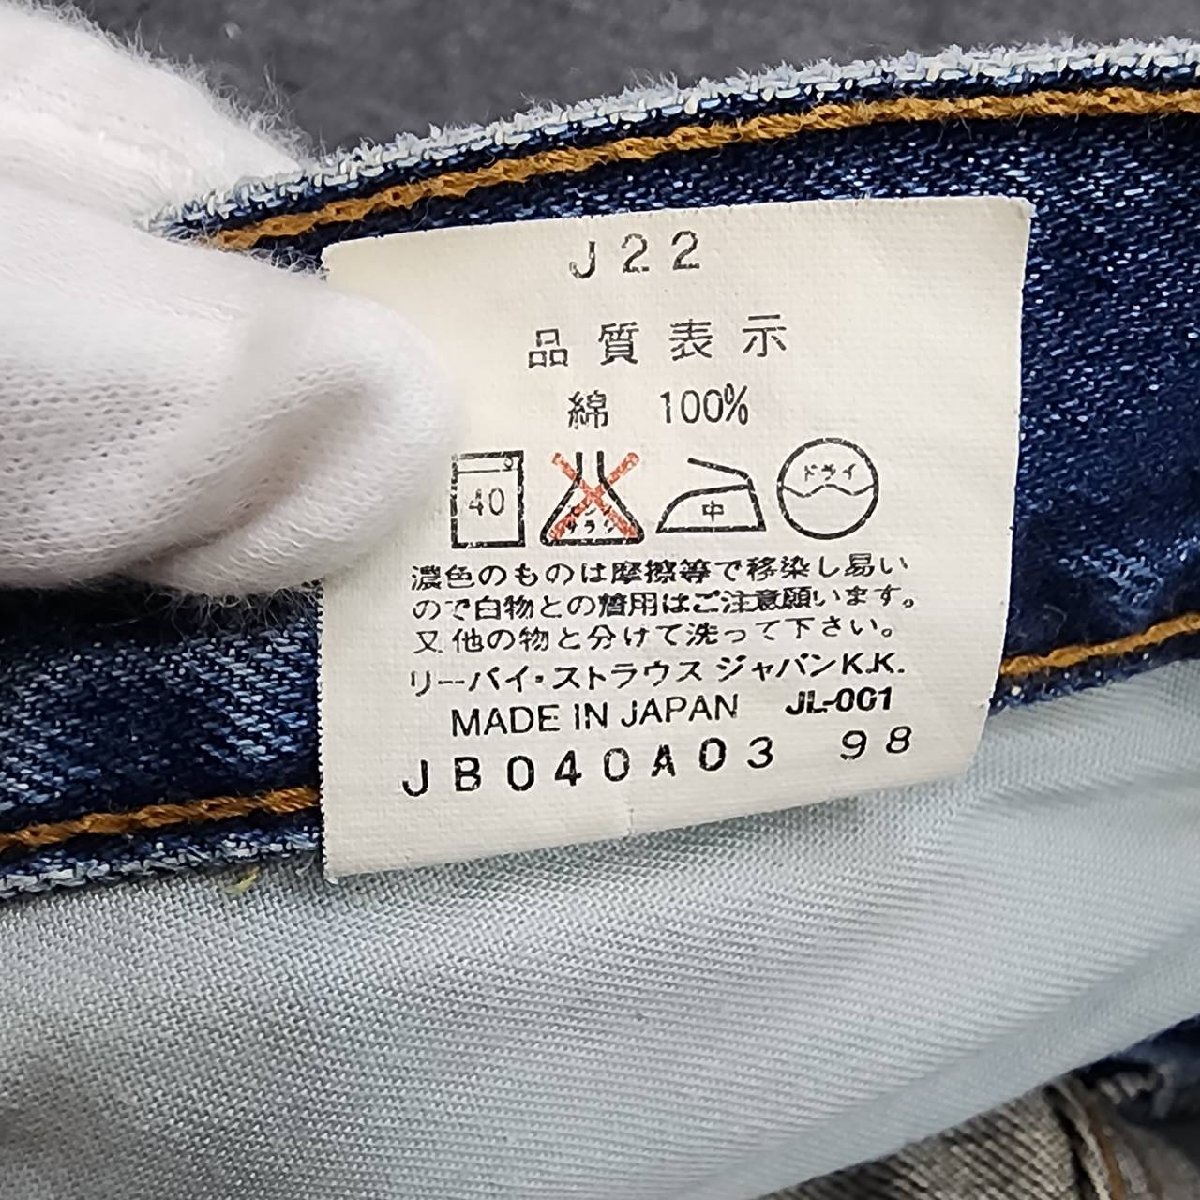 J22
品質表示
綿 100%
40 エンソ サラシ 中 ドライ
濃色のものは摩擦等で移染し易い
ので白物との着用はご注意願います。
又他の物と分けて洗って下さい。
リーバイ・ストラウス ジャパンK.K.
MADE IN JAPAN JL-001
JB040A03 98